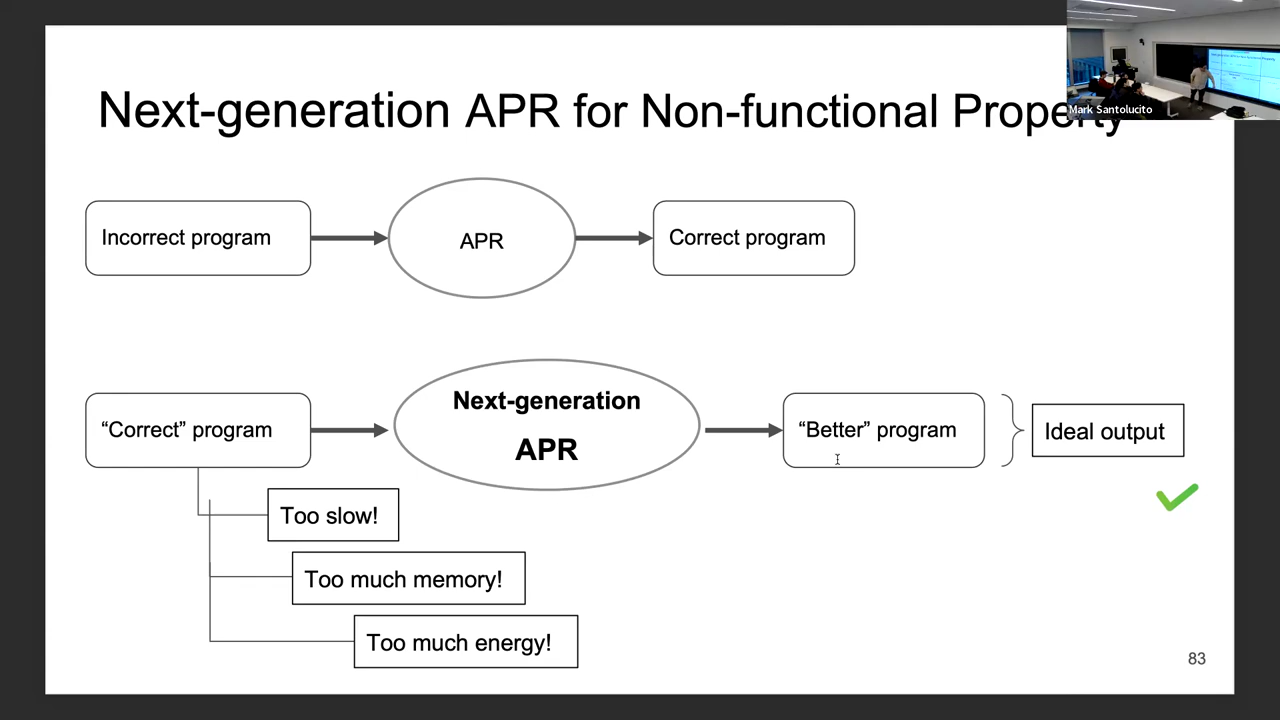 Next-generation APR for Non-functional Property
Mark Santolucito
Incorrect program
APR
Correct program
“Correct” program
Next-generation
APR
“Better” program
Ideal output
Too slow!
Too much memory!
Too much energy!
83